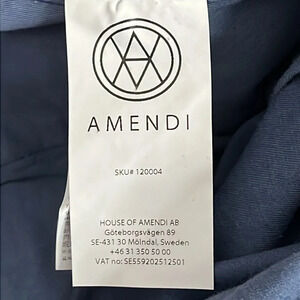 AMENDI
SKU# 120004
HOUSE OF AMENDI AB
Göteborgsvägen 89
SE-431 30 Mölndal, Sweden
+46 31 350 50 00
VAT no: SE559202512501